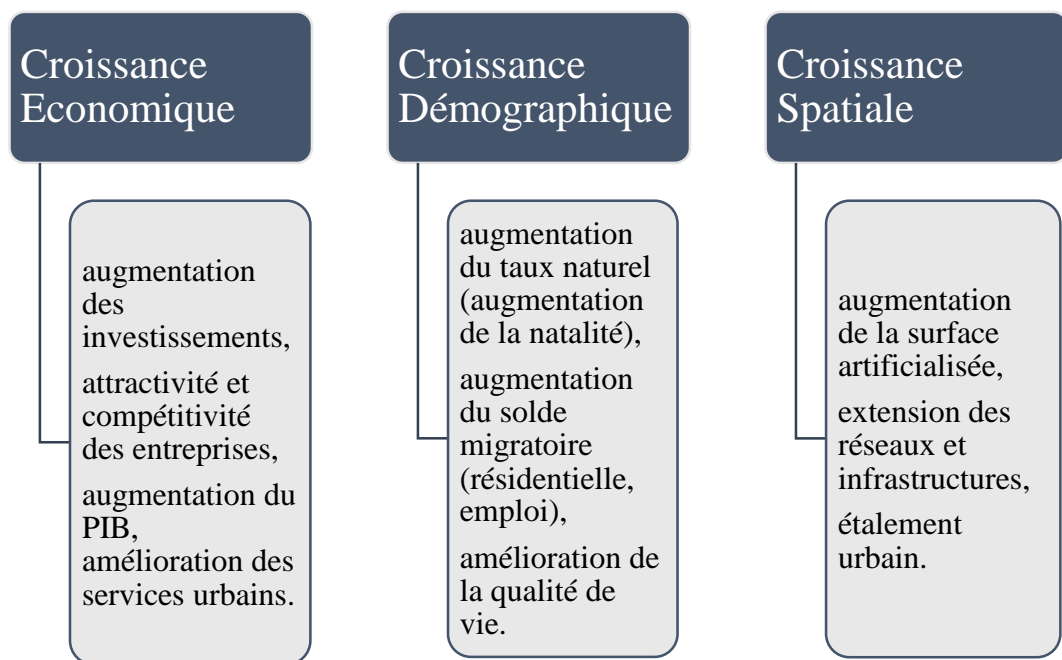 Croissance
Economique
augmentation
des
investissements,
attractivité et
compétitivité
des entreprises,
augmentation du
PIB,
amélioration des
services urbains.
Croissance
Démographique
augmentation
du taux naturel
(augmentation
de la natalité),
augmentation
du solde
migratoire
(résidentielle,
emploi),
amélioration de
la qualité de
vie.
Croissance
Spatiale
augmentation
de la surface
artificialisée,
extension des
réseaux et
infrastructures,
étalement
urbain.